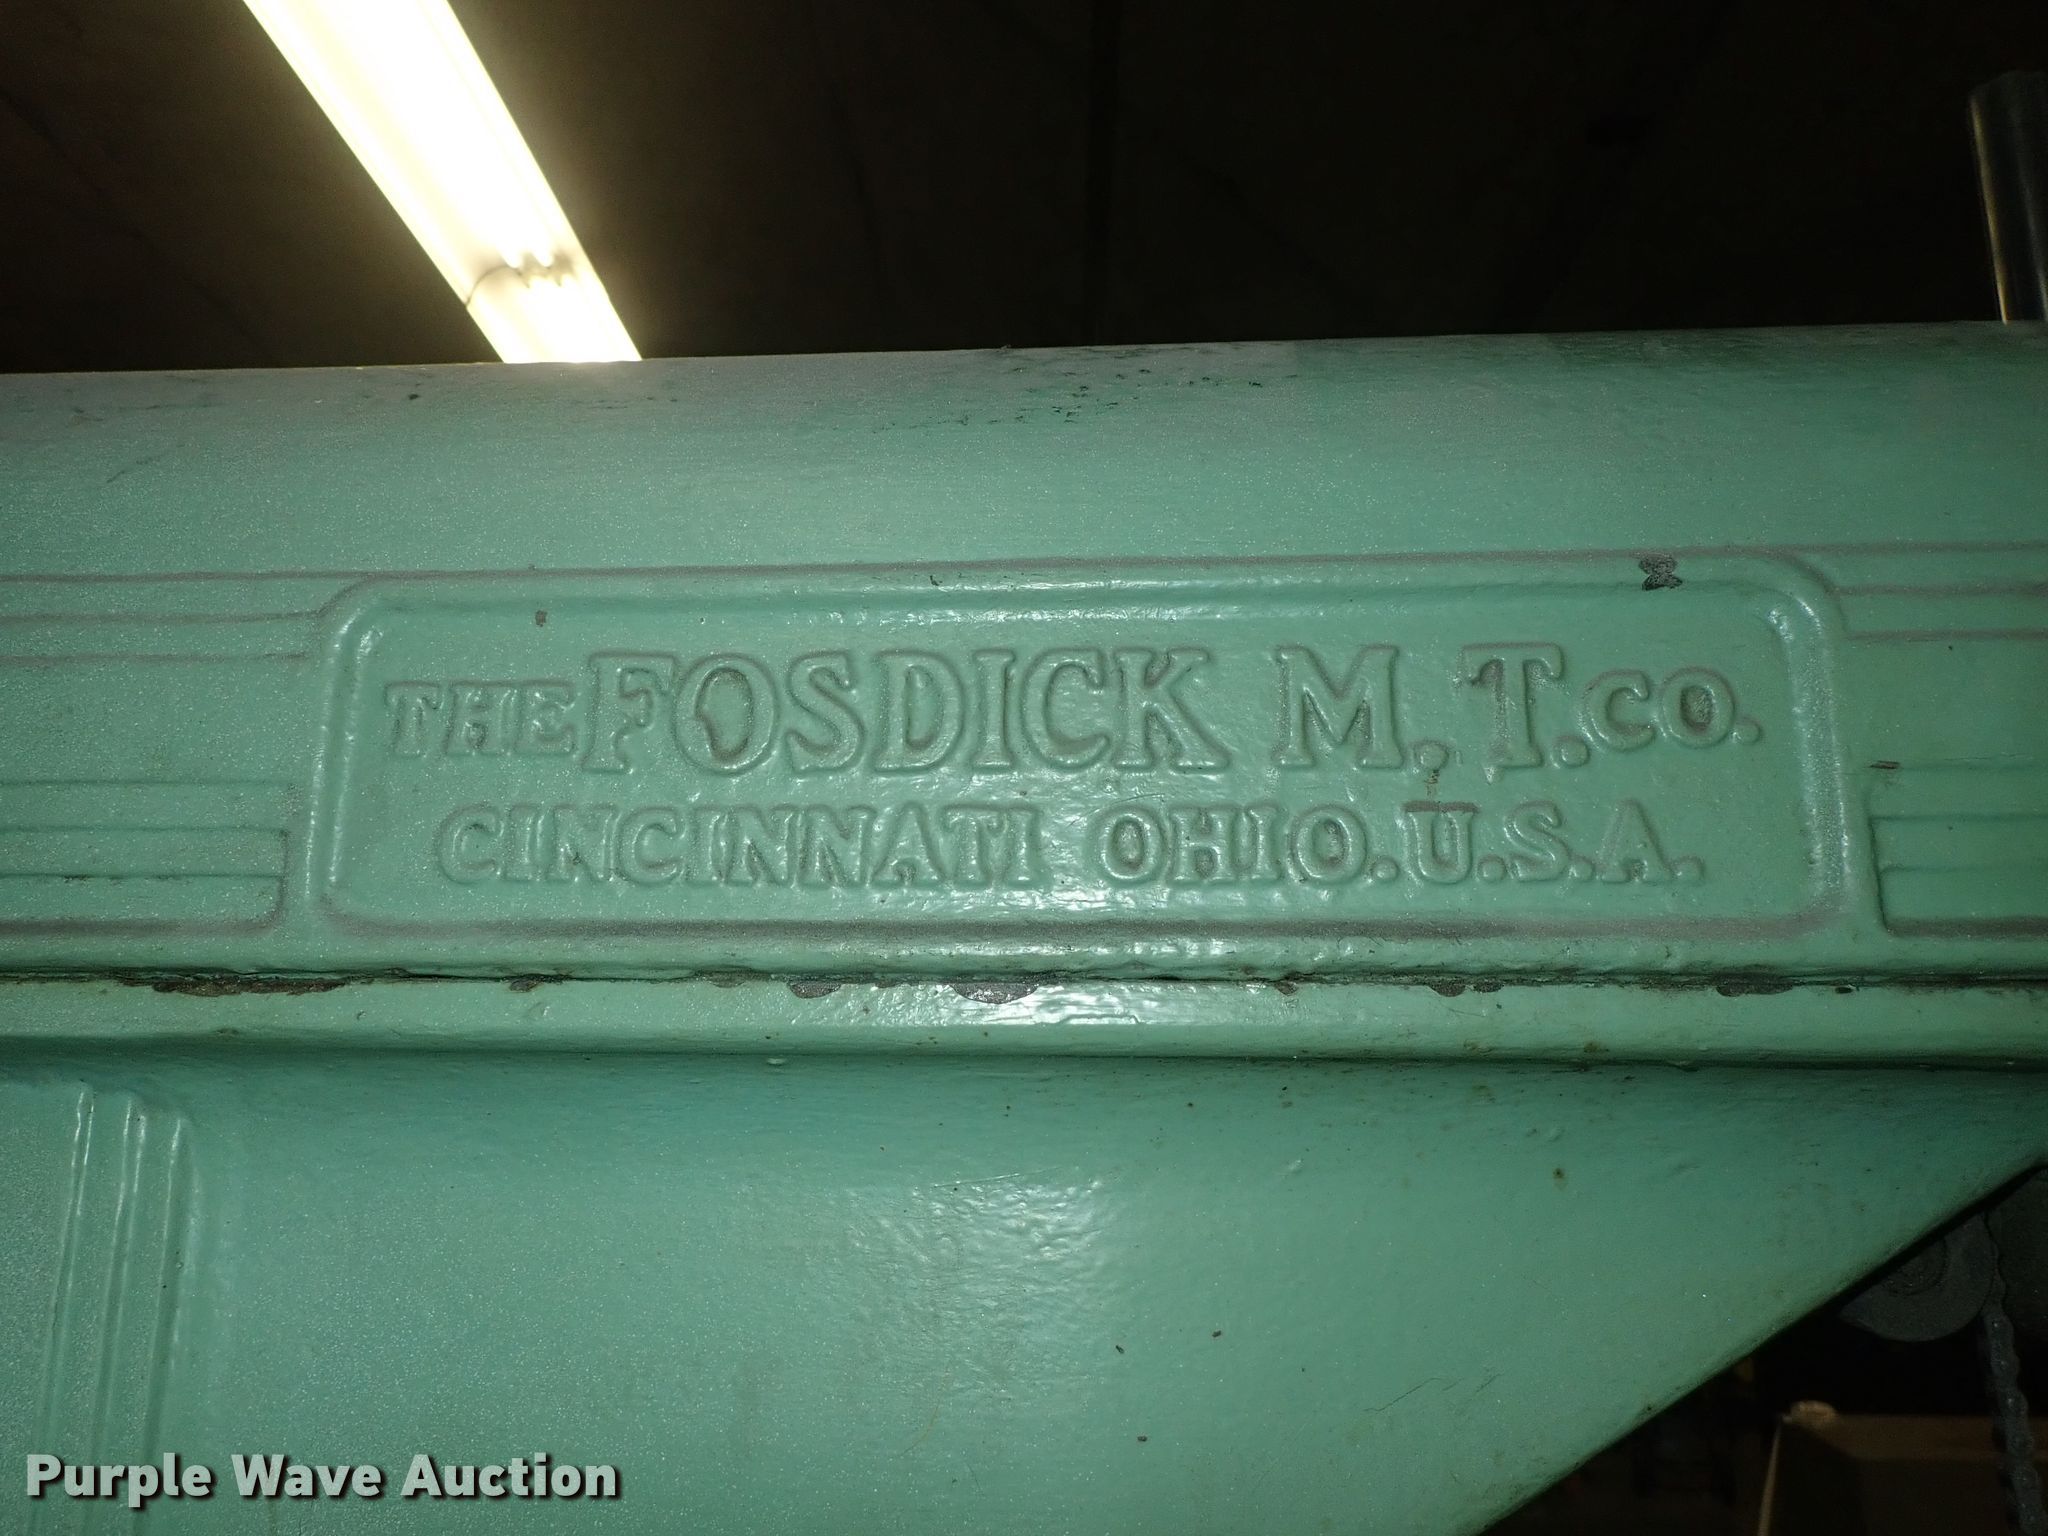 THE FOSDICK M. T. CO.
CINCINNATI OHIO. U.S.A.
Purple Wave Auction